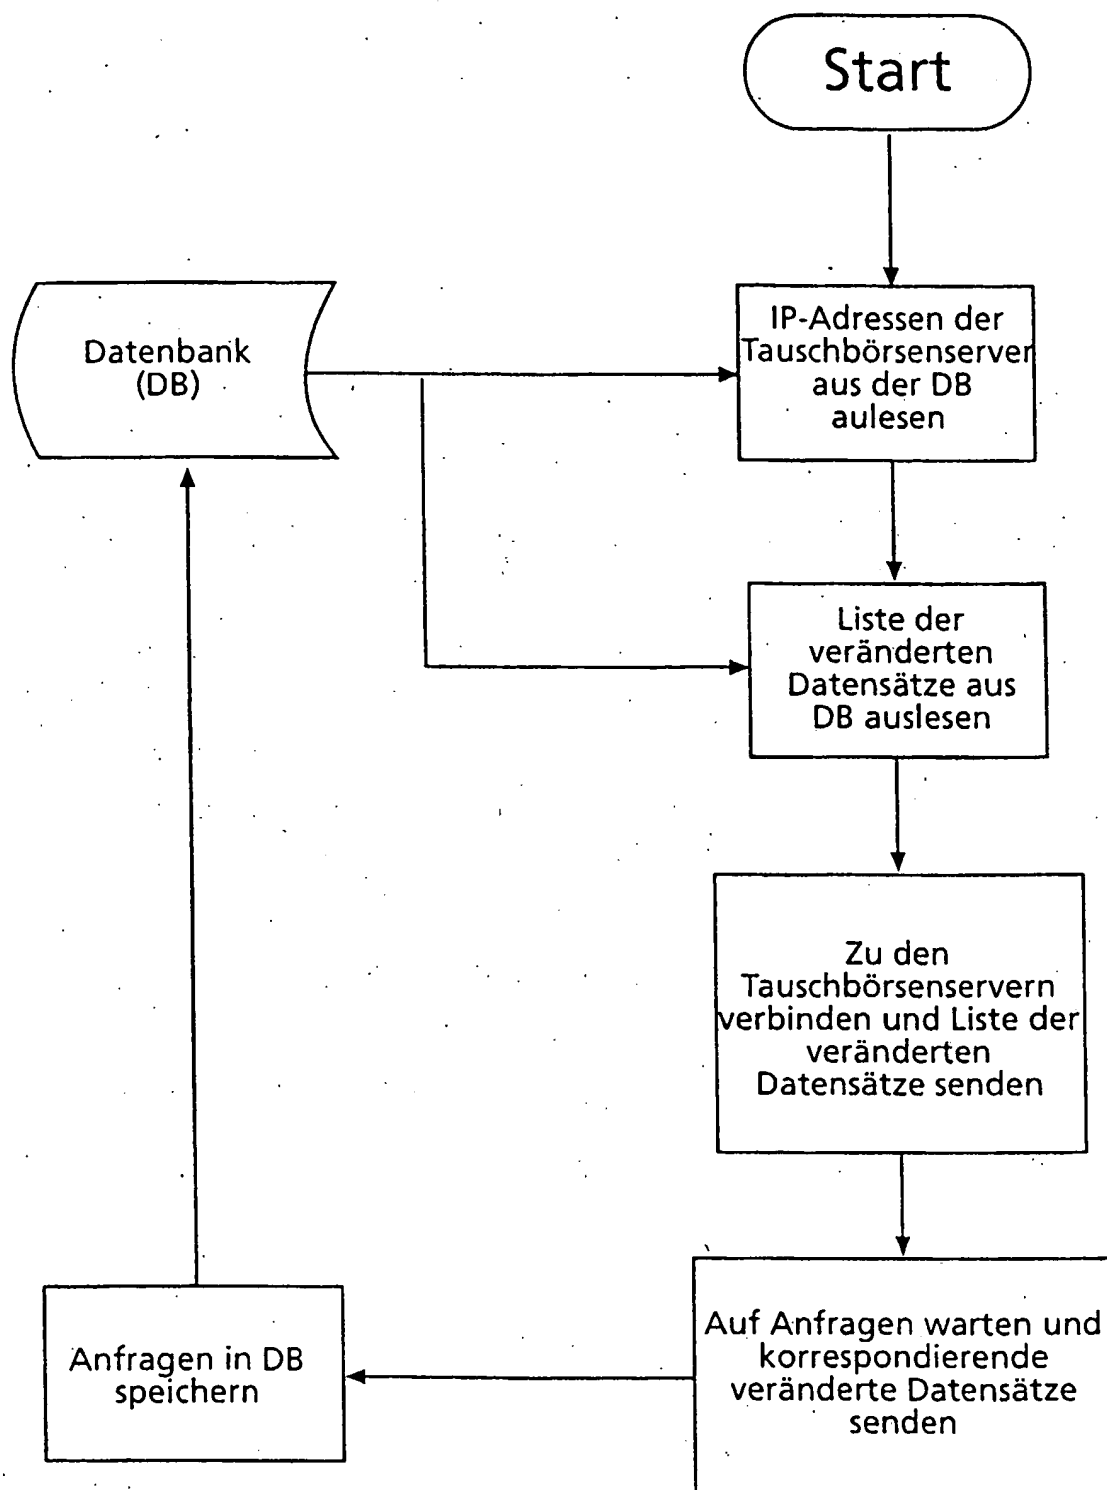 Start
Datenbank
(DB)
IP-Adressen der
Tauschbörsenserver
aus der DB
aulesen
Liste der
veränderten
Datensätze aus
DB auslesen
Zu den
Tauschbörsenservern
verbinden und Liste der
veränderten
Datensätze senden
Auf Anfragen warten und
korrespondierende
veränderte Datensätze
senden
Anfragen in DB
speichern